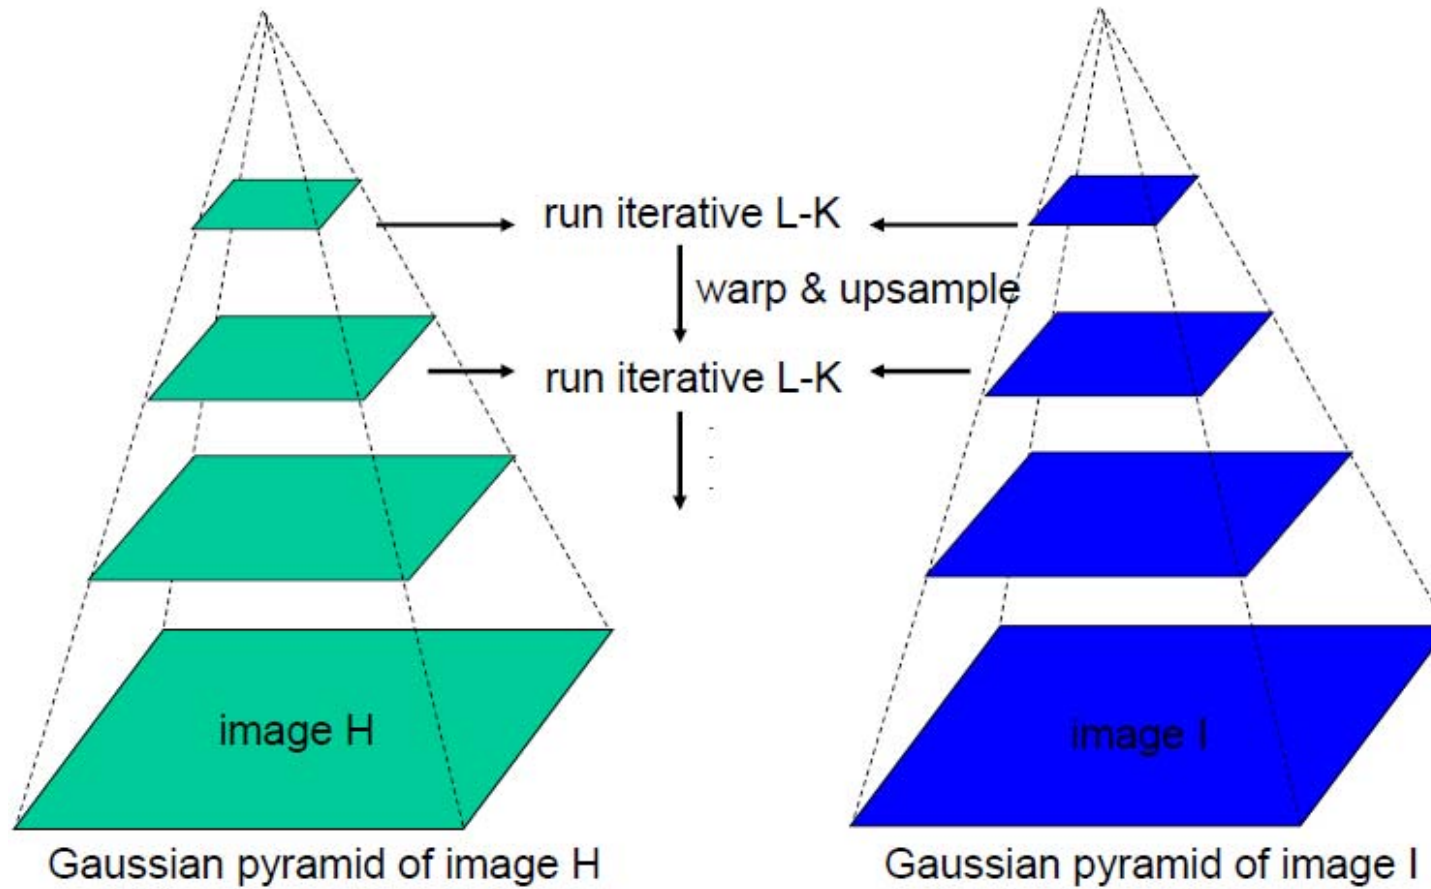 run iterative L-K
warp & upsample
run iterative L-K
image H
image I
Gaussian pyramid of image H
Gaussian pyramid of image I